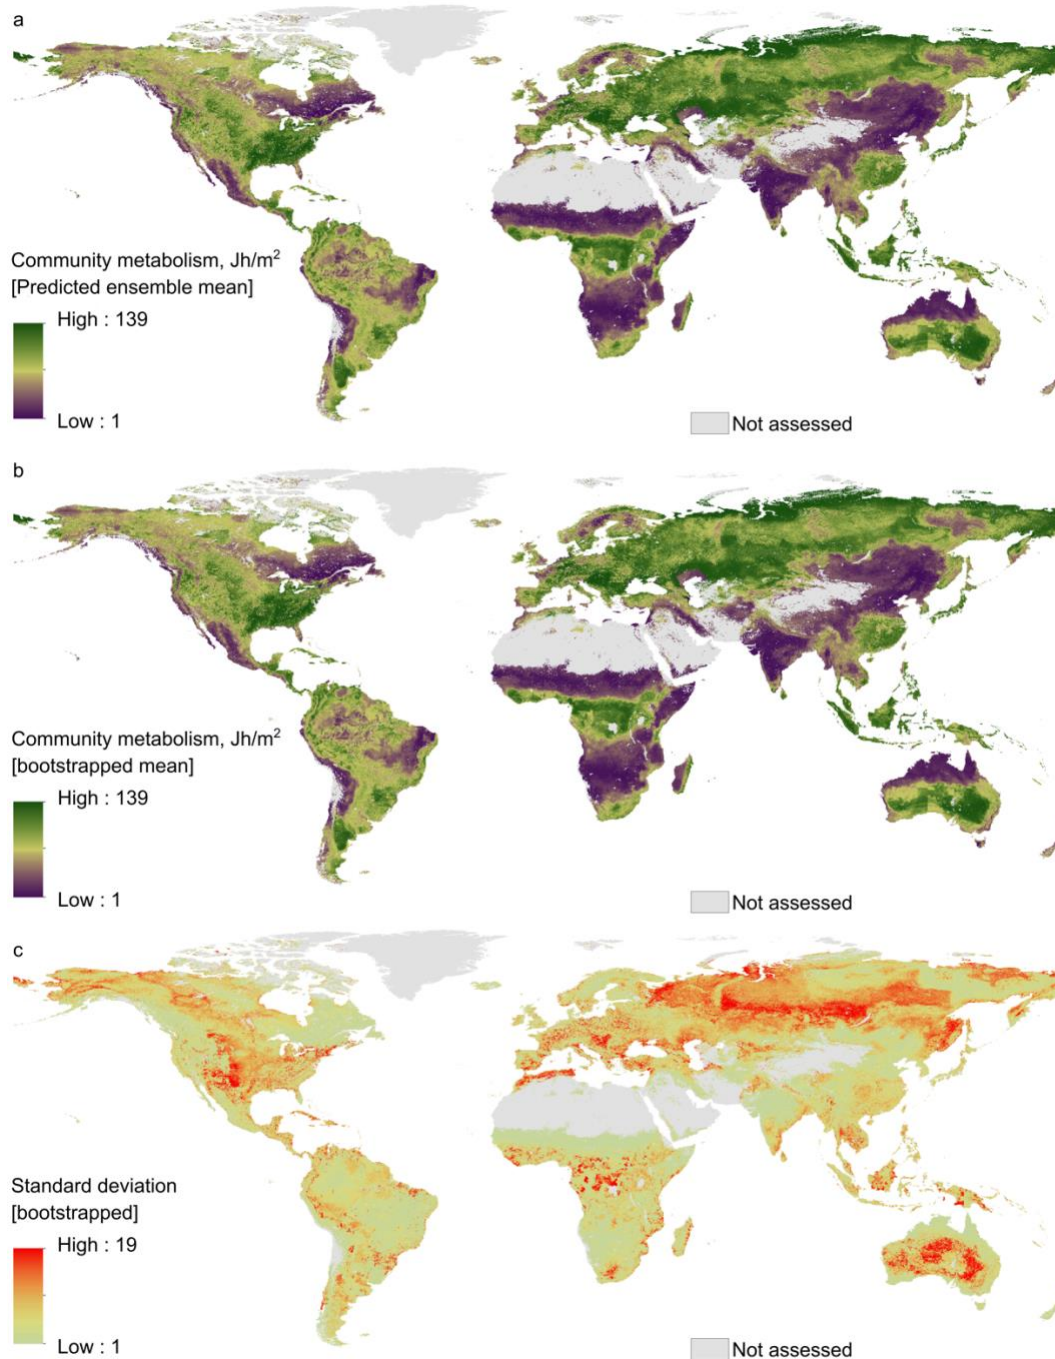 a
Community metabolism, Jh/m²
[Predicted ensemble mean]
High : 139
Low : 1
Not assessed
b
Community metabolism, Jh/m²
[bootstrapped mean]
High : 139
Low : 1
Not assessed
c
Standard deviation
[bootstrapped]
High : 19
Low : 1
Not assessed